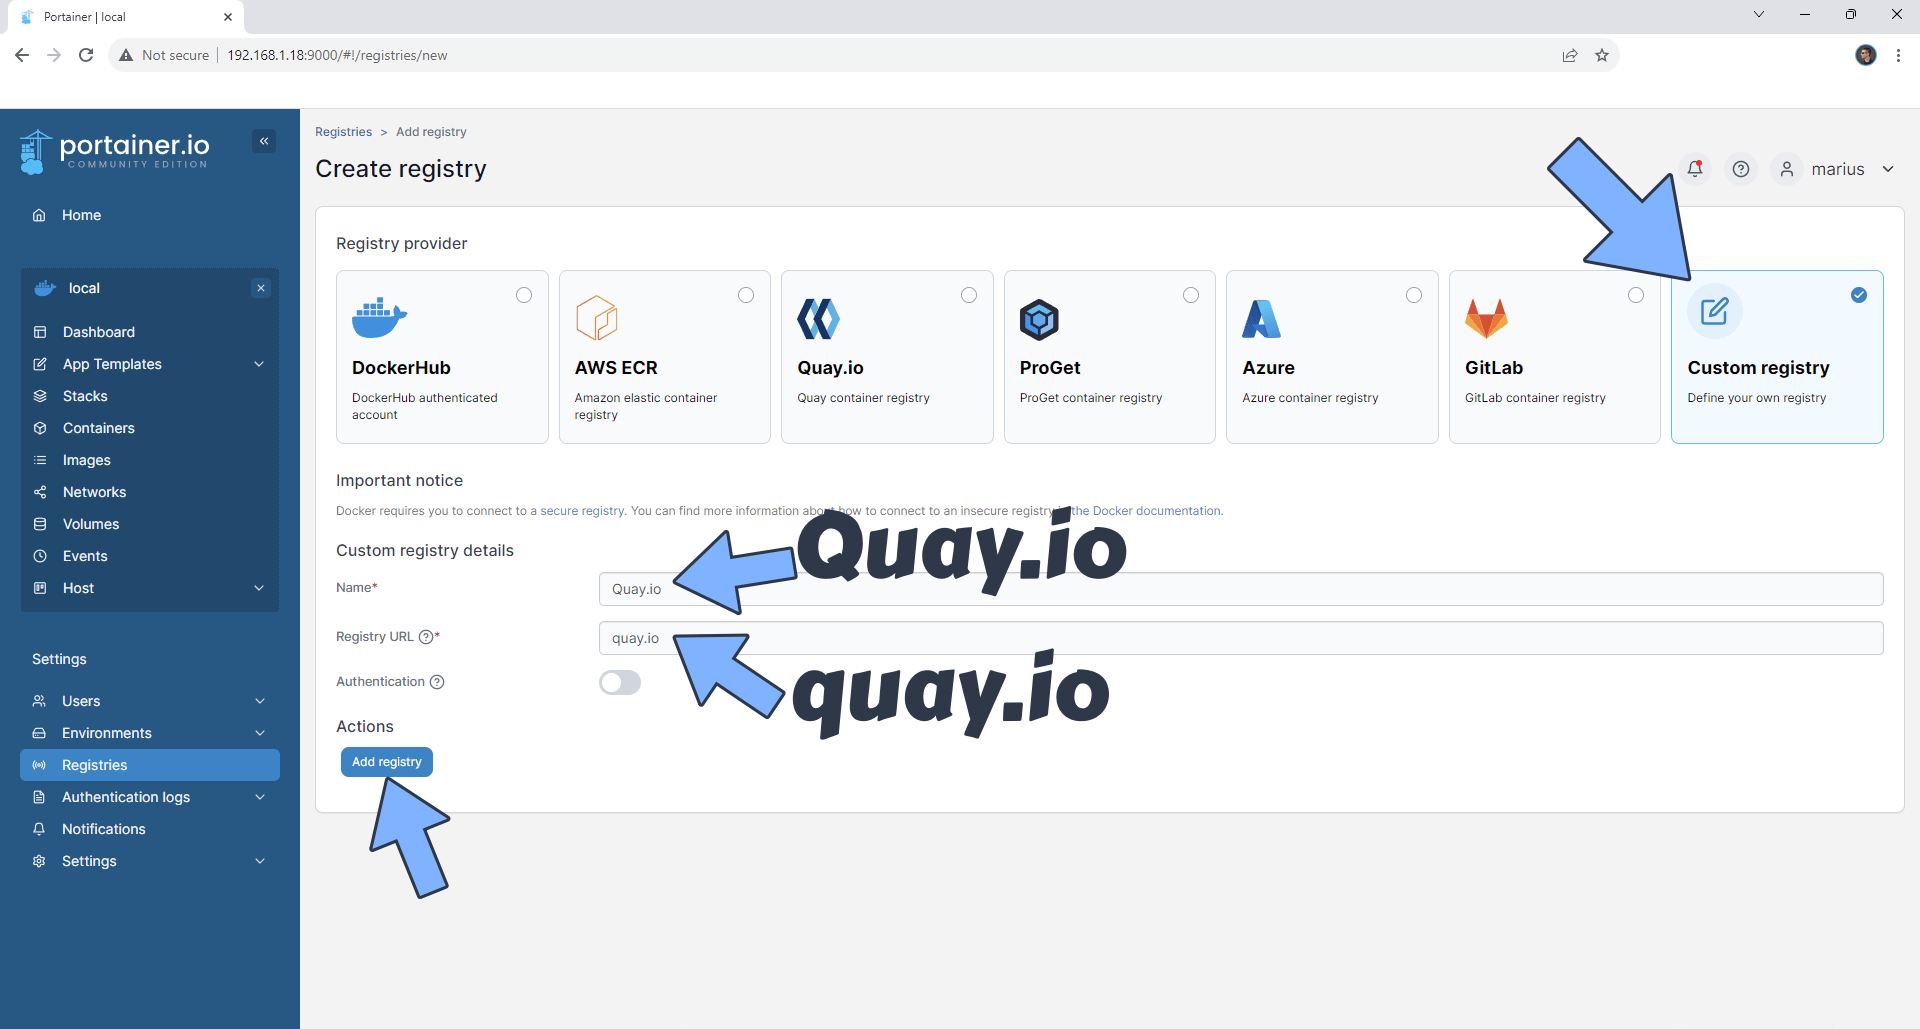 Portainer | local
Not secure
192.168.1.18:9000/#!/registries/new
portainer.io
COMMUNITY EDITION
Home
local
Dashboard
App Templates
Stacks
Containers
Images
Networks
Volumes
Events
Host
Settings
Users
Environments
Registries
Authentication logs
Notifications
Settings
Registries > Add registry
Create registry
marius
Registry provider
DockerHub
DockerHub authenticated
account
AWS ECR
Amazon elastic container
registry
Quay.io
Quay container registry
ProGet
ProGet container registry
Azure
Azure container registry
GitLab
GitLab container registry
Custom registry
Define your own registry
Important notice
Docker requires you to connect to a secure registry. You can find more information about how to connect to an insecure registry in the Docker documentation.
Custom registry details
Quay.io
Name*
Quay.io
Registry URL *
quay.io
Authentication
quay.io
Actions
Add registry